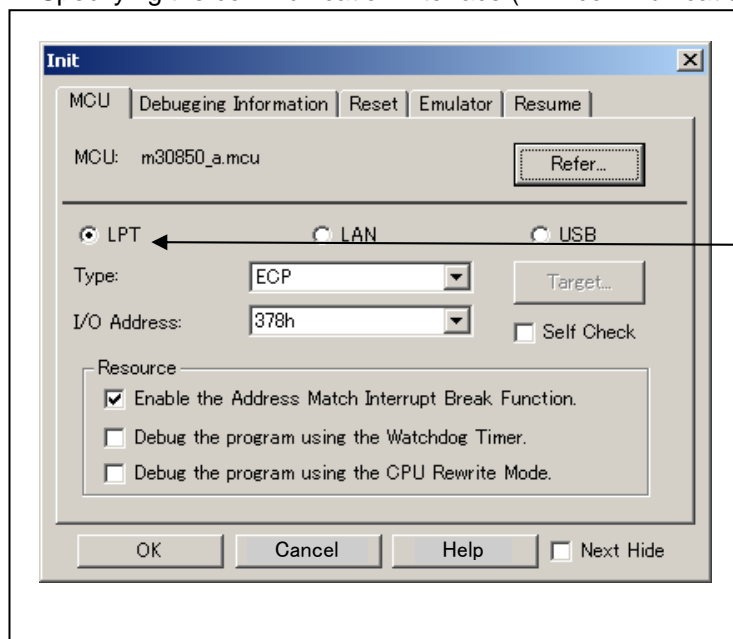 Init
MCU Debugging Information Reset Emulator Resume
MCU: m30850_a.mcu Refer...
LPT LAN USB
Type: ECP Target...
I/O Address: 378h Self Check
Resource
Enable the Address Match Interrupt Break Function.
Debug the program using the Watchdog Timer.
Debug the program using the CPU Rewrite Mode.
OK Cancel Help Next Hide